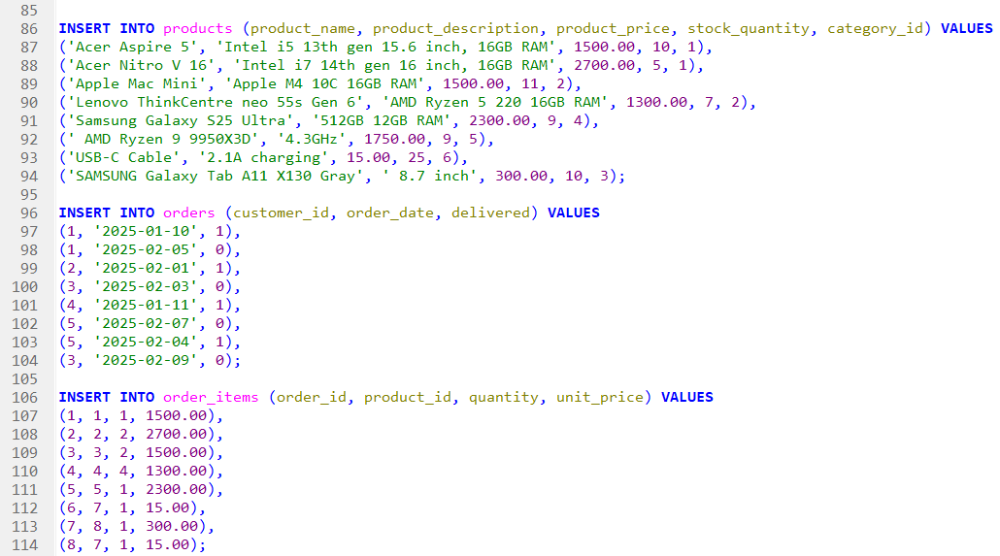 85
86 INSERT INTO products (product_name, product_description, product_price, stock_quantity, category_id) VALUES
87 ('Acer Aspire 5', 'Intel i5 13th gen 15.6 inch, 16GB RAM', 1500.00, 10, 1),
88 ('Acer Nitro V 16', 'Intel i7 14th gen 16 inch, 16GB RAM', 2700.00, 5, 1),
89 ('Apple Mac Mini', 'Apple M4 10C 16GB RAM', 1500.00, 11, 2),
90 ('Lenovo ThinkCentre neo 55s Gen 6', 'AMD Ryzen 5 220 16GB RAM', 1300.00, 7, 2),
91 ('Samsung Galaxy S25 Ultra', '512GB 12GB RAM', 2300.00, 9, 4),
92 (' AMD Ryzen 9 9950X3D', '4.3GHz', 1750.00, 9, 5),
93 ('USB-C Cable', '2.1A charging', 15.00, 25, 6),
94 ('SAMSUNG Galaxy Tab A11 X130 Gray', ' 8.7 inch', 300.00, 10, 3);
95
96 INSERT INTO orders (customer_id, order_date, delivered) VALUES
97 (1, '2025-01-10', 1),
98 (1, '2025-02-05', 0),
99 (2, '2025-02-01', 1),
100 (3, '2025-02-03', 0),
101 (4, '2025-01-11', 1),
102 (5, '2025-02-07', 0),
103 (5, '2025-02-04', 1),
104 (3, '2025-02-09', 0);
105
106 INSERT INTO order_items (order_id, product_id, quantity, unit_price) VALUES
107 (1, 1, 1, 1500.00),
108 (2, 2, 2, 2700.00),
109 (3, 3, 2, 1500.00),
110 (4, 4, 4, 1300.00),
111 (5, 5, 1, 2300.00),
112 (6, 7, 1, 15.00),
113 (7, 8, 1, 300.00),
114 (8, 7, 1, 15.00);